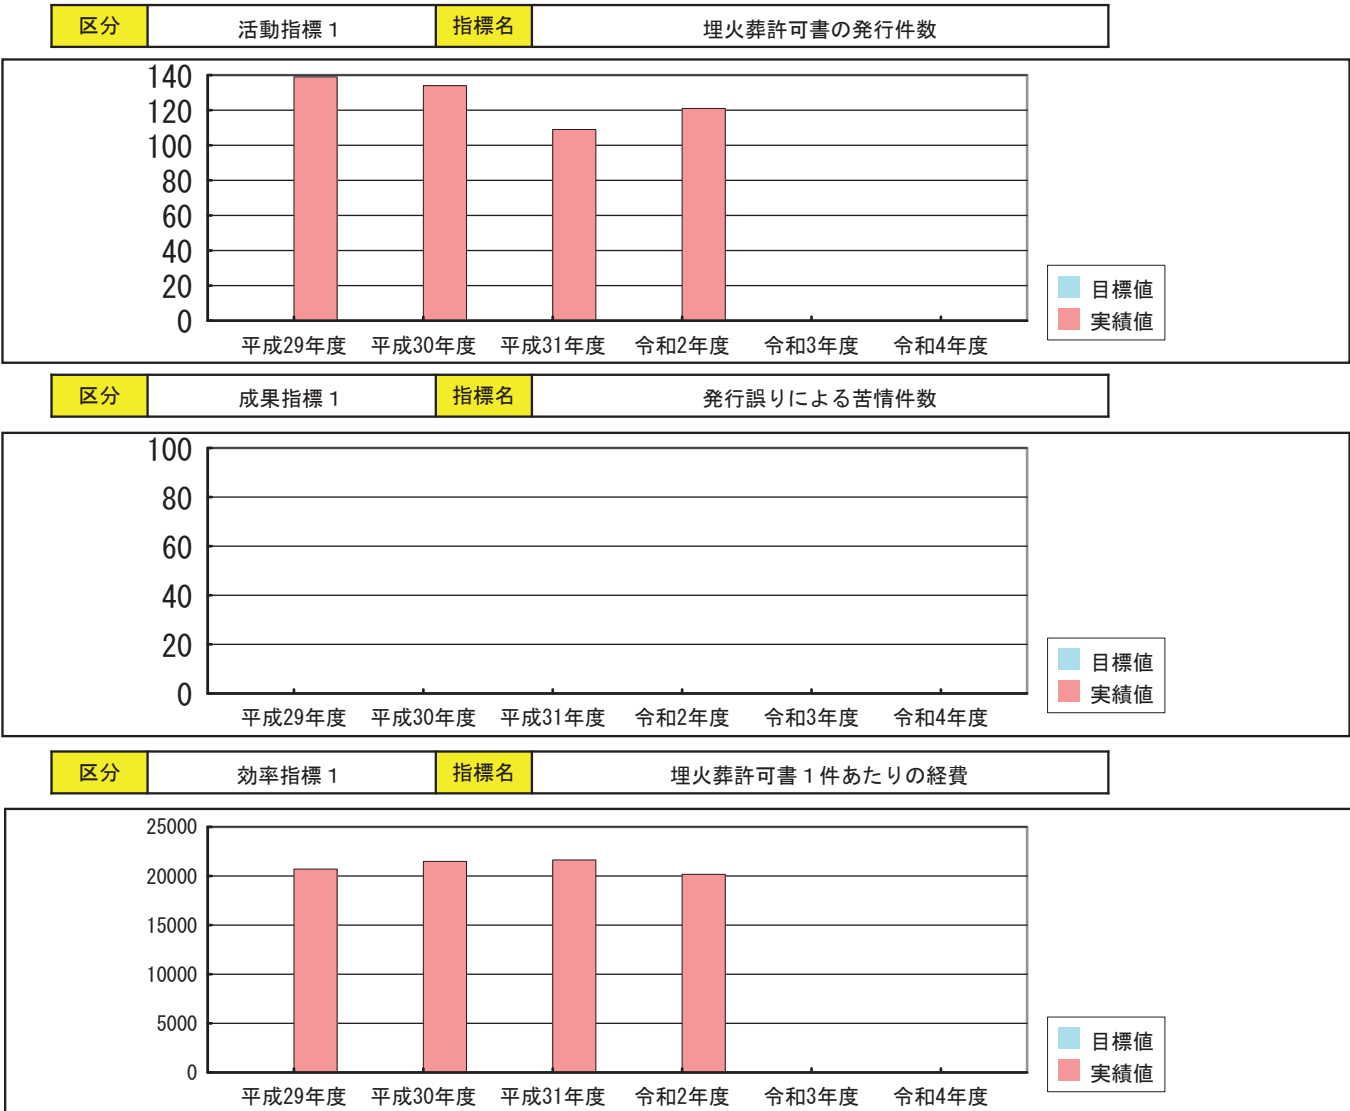 区分 活動指標１ 指標名 埋火葬許可書の発行件数
140
120
100
80
60
40
20
0
平成29年度 平成30年度 平成31年度 令和2年度 令和3年度 令和4年度
目標値
実績値
区分 成果指標１ 指標名 発行誤りによる苦情件数
100
80
60
40
20
0
平成29年度 平成30年度 平成31年度 令和2年度 令和3年度 令和4年度
目標値
実績値
区分 効率指標１ 指標名 埋火葬許可書１件あたりの経費
25000
20000
15000
10000
5000
0
平成29年度 平成30年度 平成31年度 令和2年度 令和3年度 令和4年度
目標値
実績値